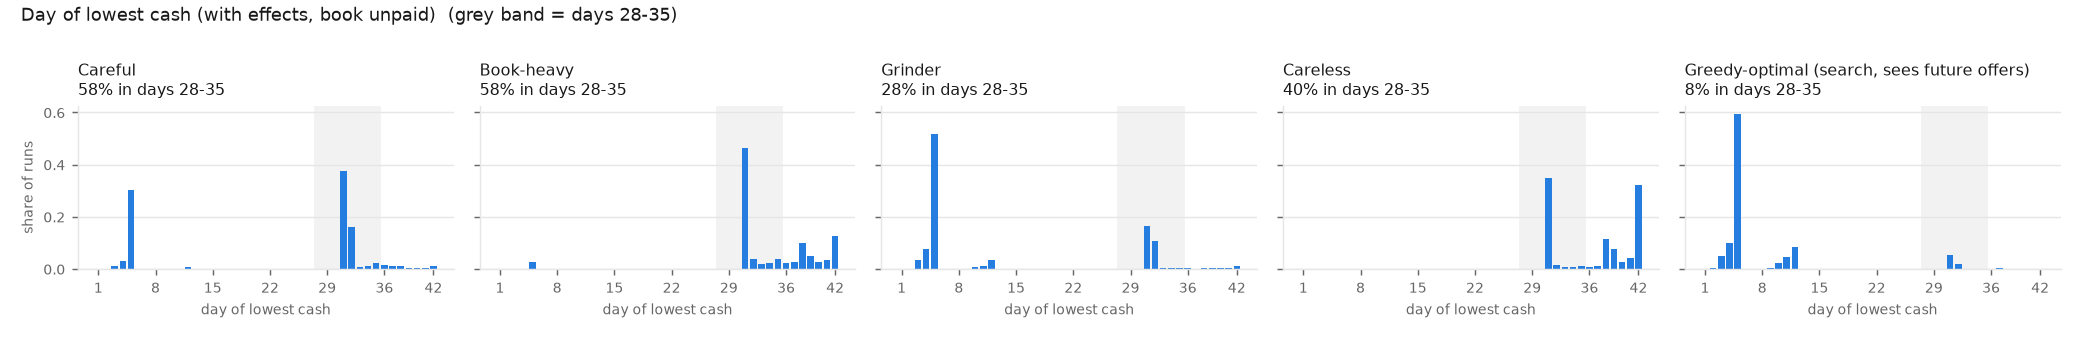 Day of lowest cash (with effects, book unpaid)  (grey band = days 28-35)
Careful
58% in days 28-35
Book-heavy
58% in days 28-35
Grinder
28% in days 28-35
Careless
40% in days 28-35
Greedy-optimal (search, sees future offers)
8% in days 28-35
share of runs
0.6
0.4
0.2
0.0
1 8 15 22 29 36 42
1 8 15 22 29 36 42
1 8 15 22 29 36 42
1 8 15 22 29 36 42
1 8 15 22 29 36 42
day of lowest cash
day of lowest cash
day of lowest cash
day of lowest cash
day of lowest cash